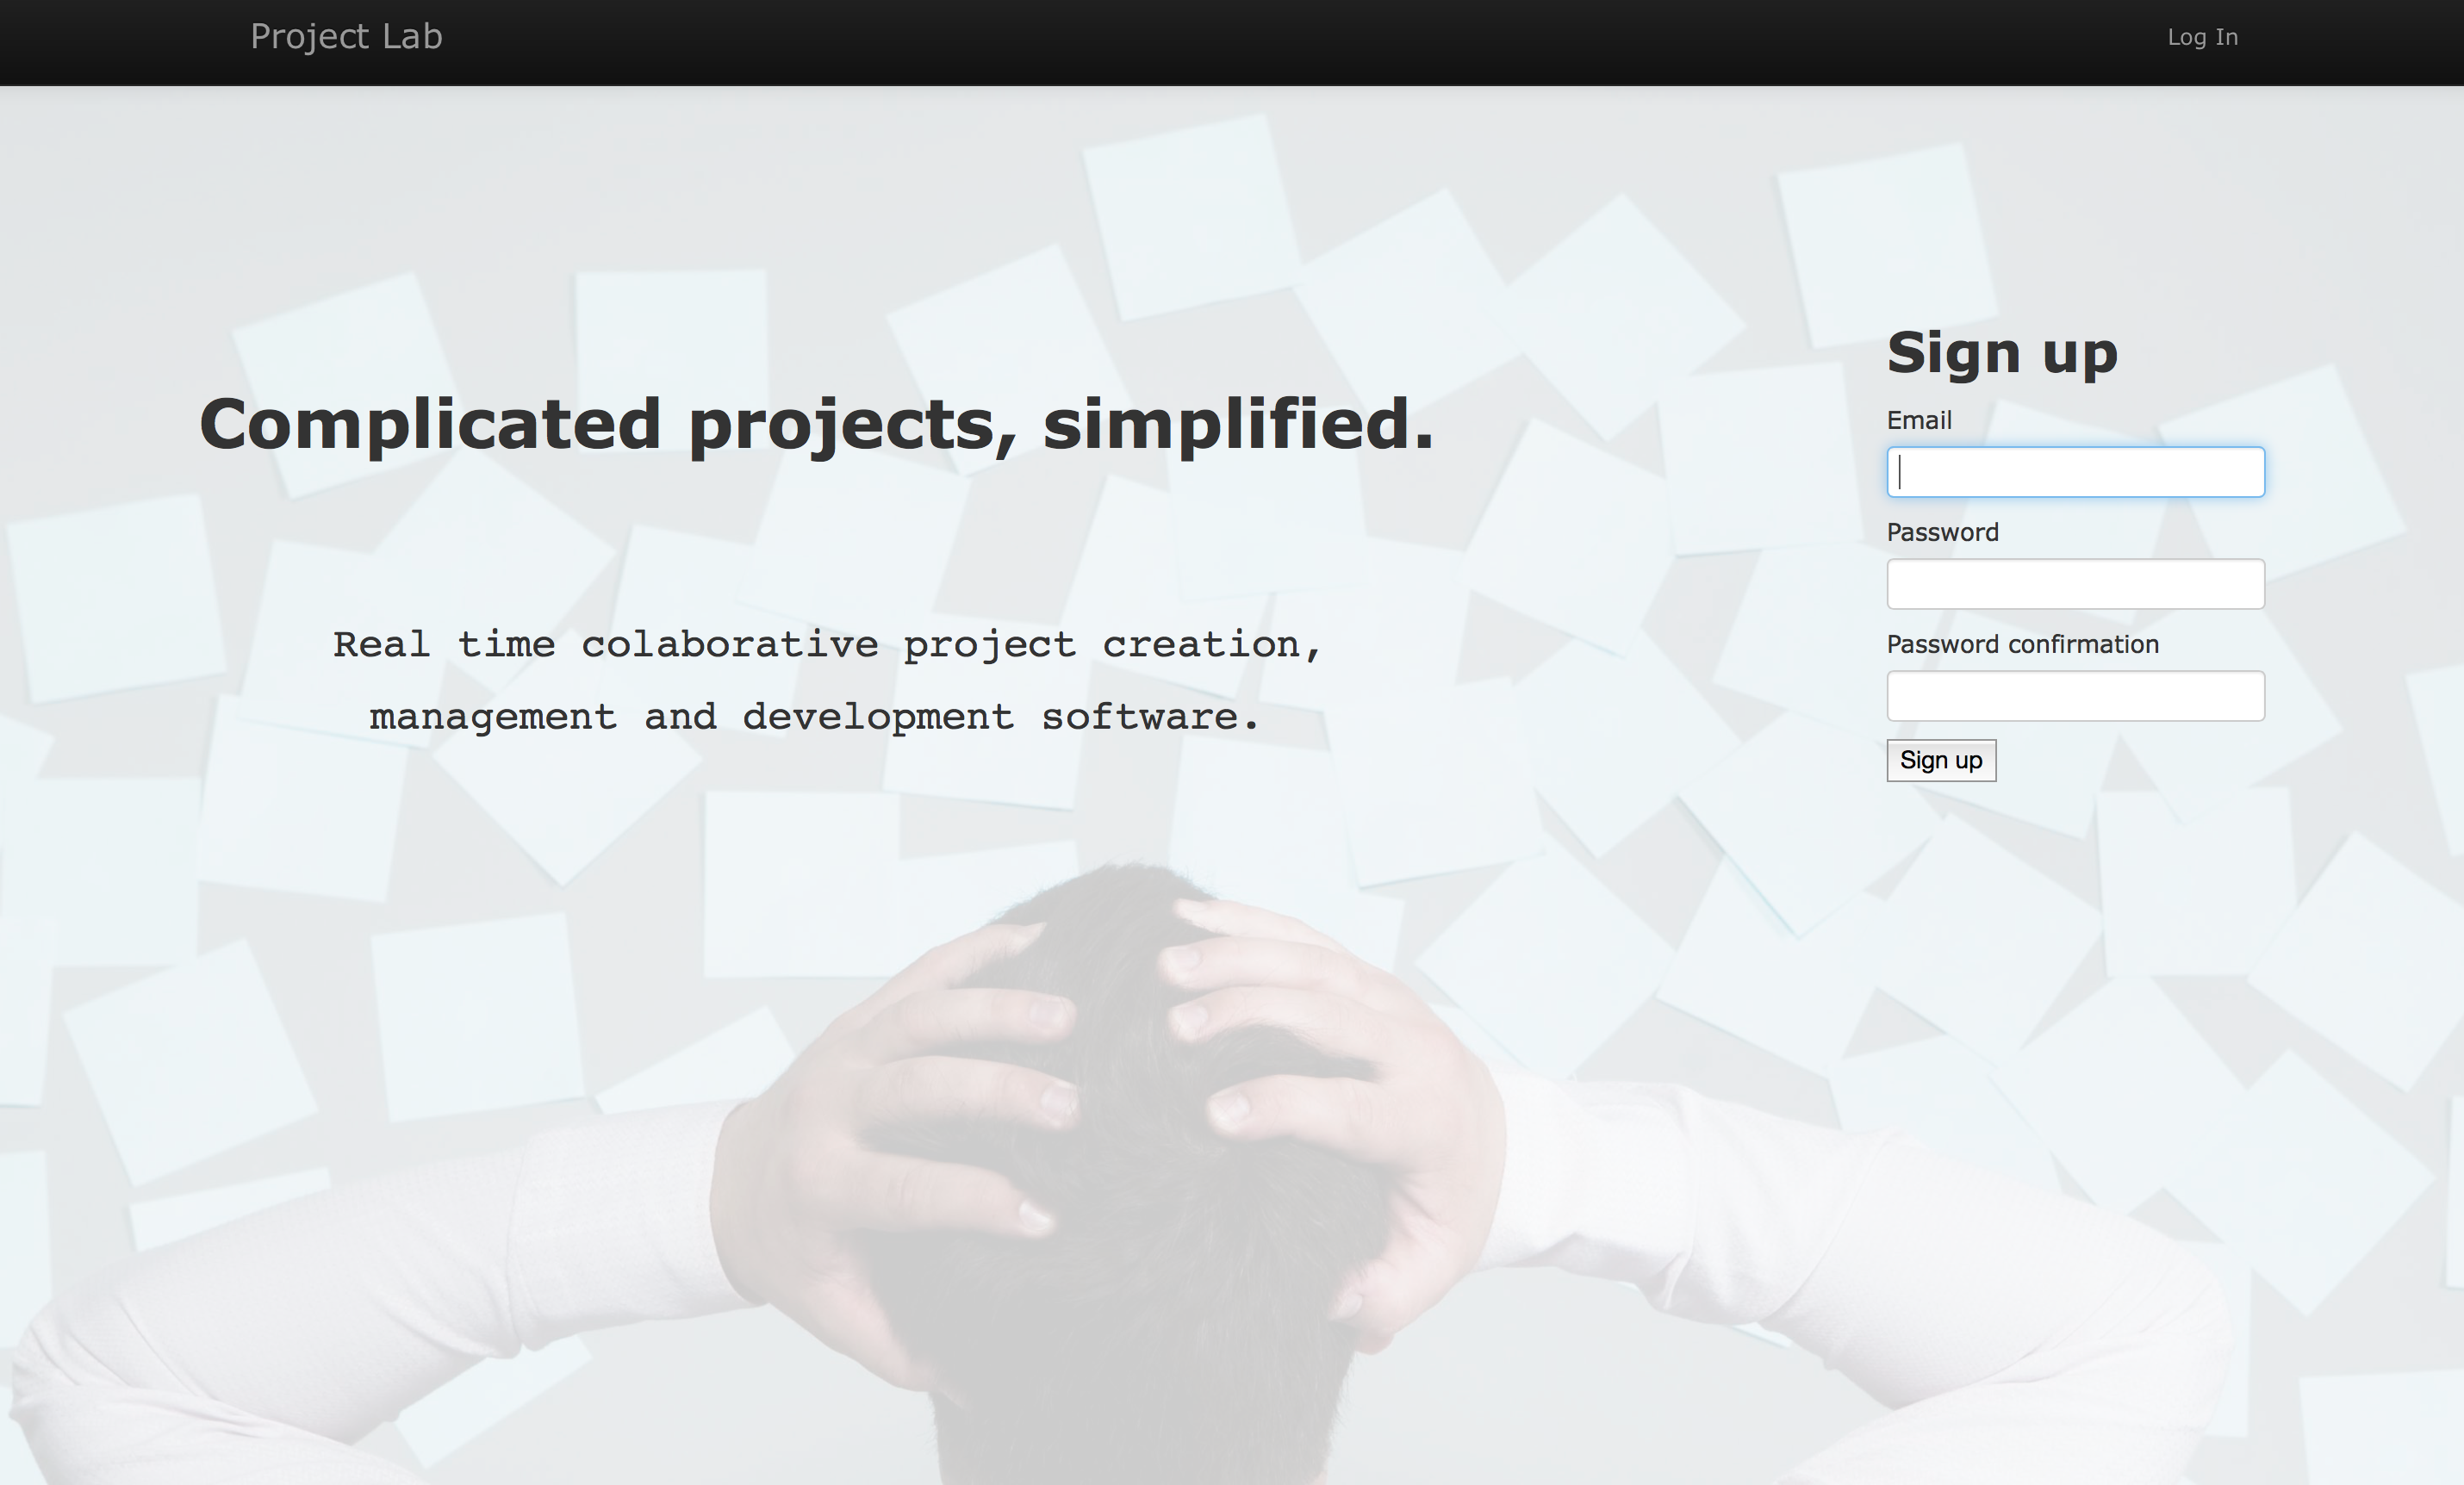 Project Lab
Log In
Complicated projects, simplified.
Real time colaborative project creation,
management and development software.
Sign up
Email
Password
Password confirmation
Sign up